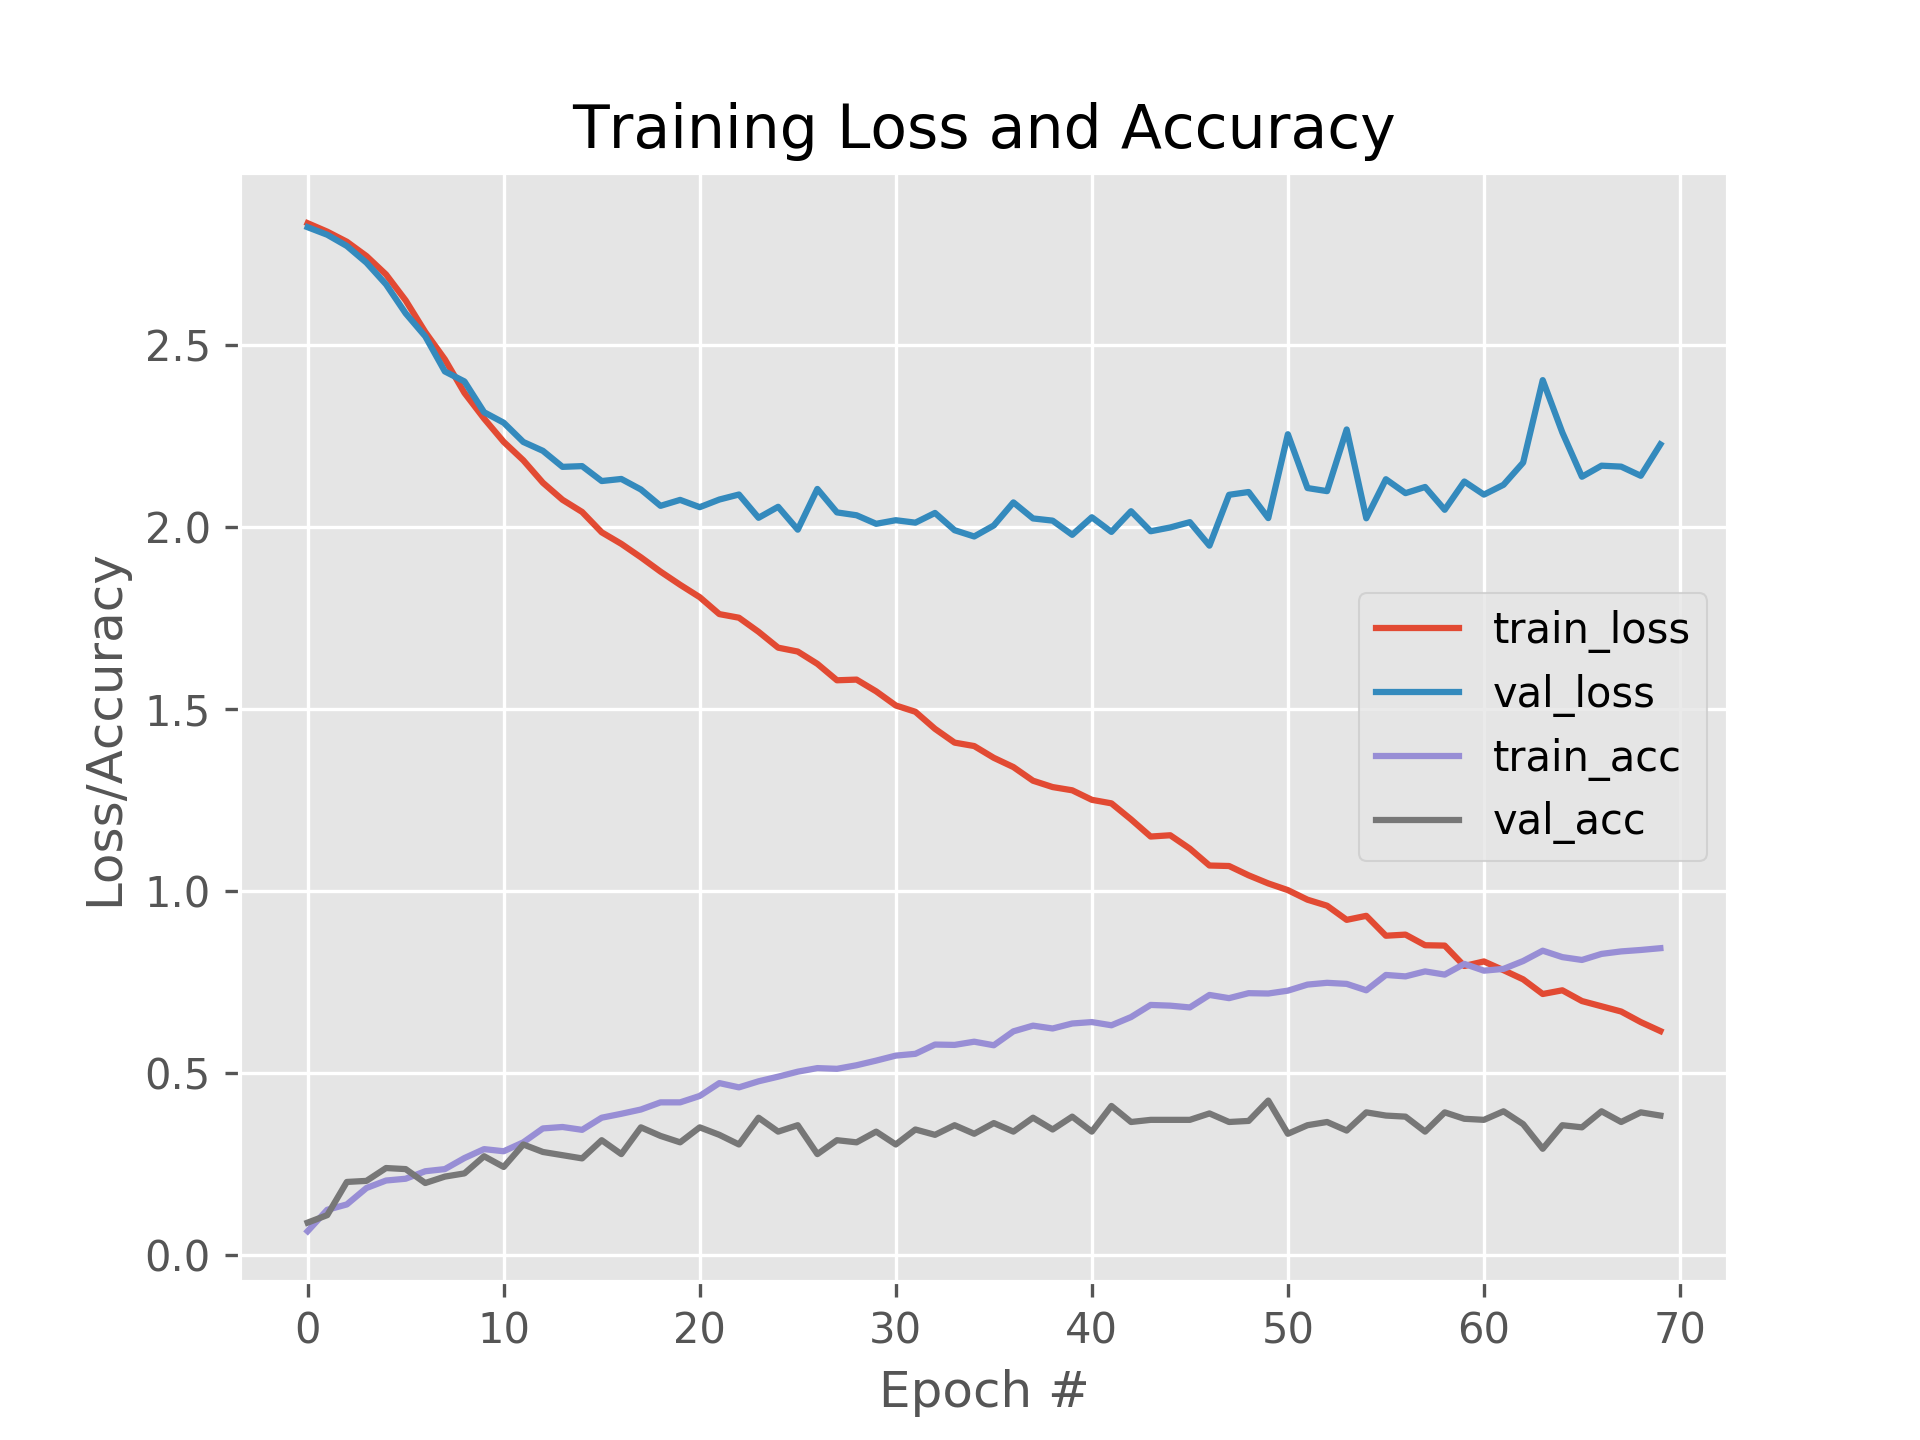 Training Loss and Accuracy
Loss/Accuracy
2.5
2.0
1.5
1.0
0.5
0.0
train_loss
val_loss
train_acc
val_acc
0 10 20 30 40 50 60 70
Epoch #